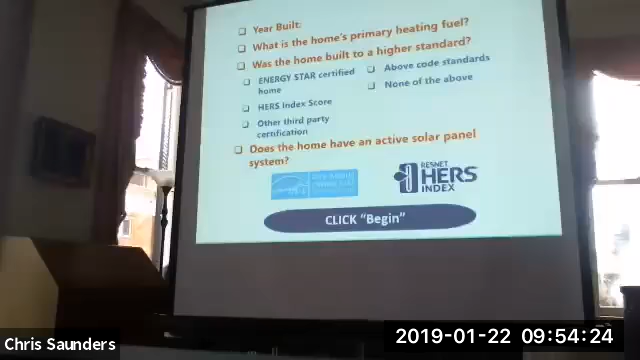 Year Built:
What is the home's primary heating fuel?
Was the home built to a higher standard?
ENERGY STAR certified
home
HERS Index Score
Other third party
certification
Above code standards
None of the above
Does the home have an active solar panel
system?
RESNET
HERS
INDEX
CLICK "Begin"
Chris Saunders
2019-01-22 09:54:24